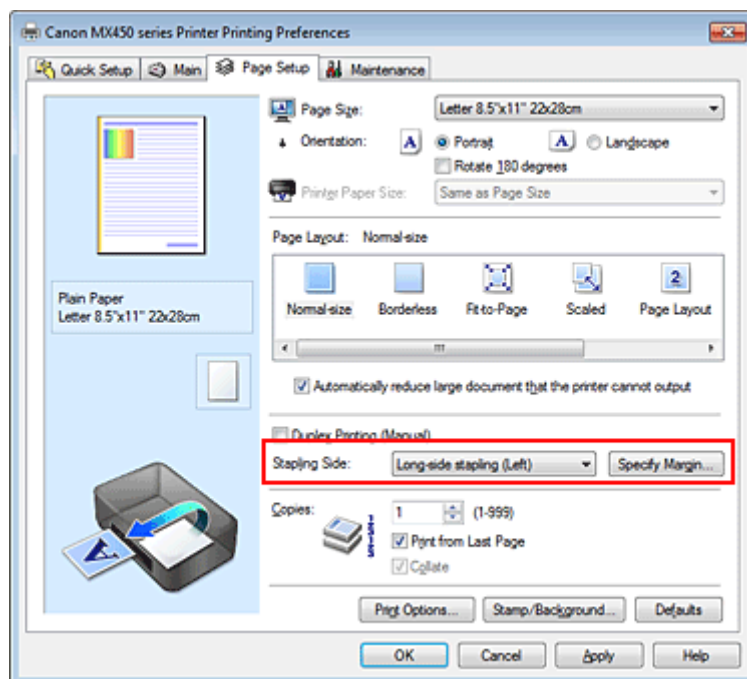 Canon MX450 series Printer Printing Preferences
Quick Setup Main Page Setup Maintenance
Page Size: Letter 8.5"x11" 22x28cm
Orientation: A Portrait A Landscape
Rotate 180 degrees
Printer Paper Size: Same as Page Size
Page Layout: Normal-size
2
Normal-size Borderless Fit-to-Page Scaled Page Layout
Automatically reduce large document that the printer cannot output
Plain Paper
Letter 8.5"x11" 22x28cm
Duplex Printing (Manual)
Stapling Side: Long-side stapling (Left) Specify Margin...
Copies: 1 (1-999)
Print from Last Page
Collate
A
Print Options... Stamp/Background... Defaults
OK Cancel Apply Help